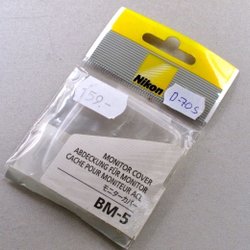 Nikon
D-70S
159.-
MONITOR COVER
ABDECKUNG FÜR MONITOR
CACHE POUR MONITEUR ACL
モニターカバー
BM-5